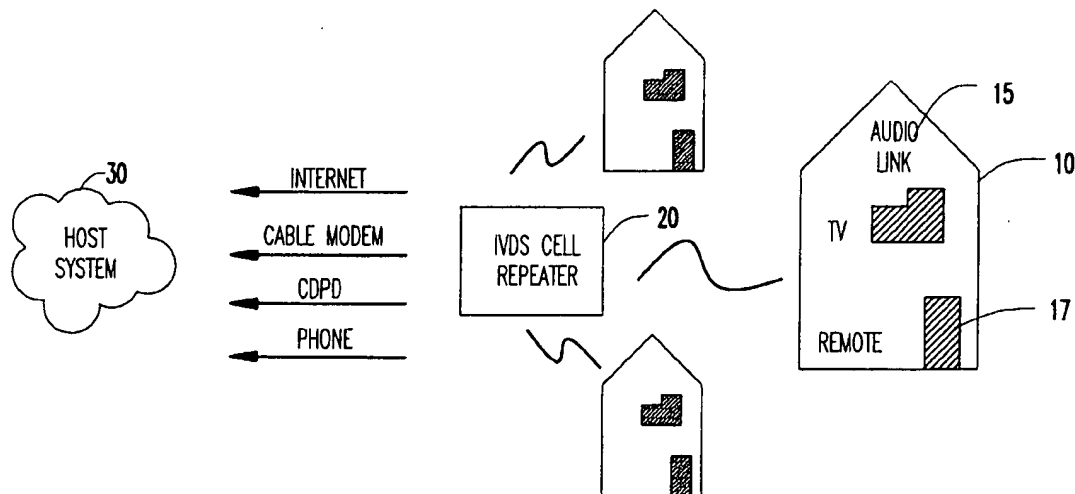 30
HOST
SYSTEM
INTERNET
CABLE MODEM
CDPD
PHONE
IVDS CELL
REPEATER
20
AUDIO
LINK
15
10
TV
REMOTE
17